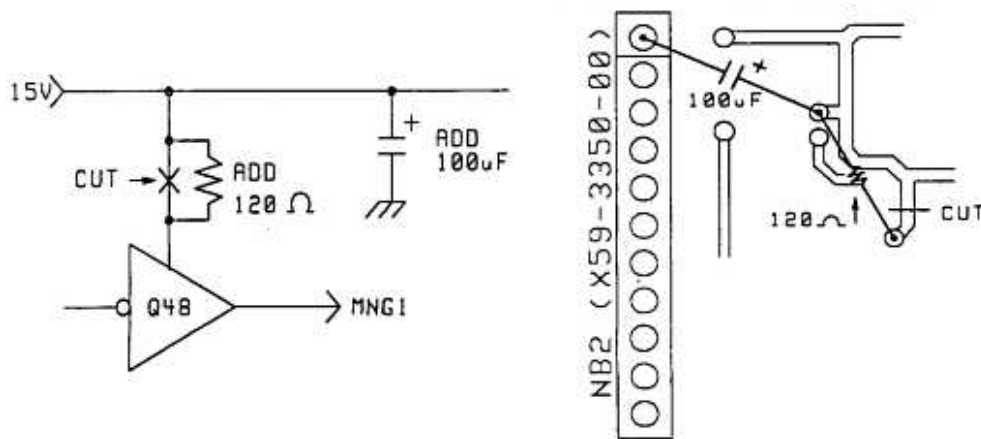 15V
CUT
ADD
120 Ω
+
ADD
100uF
Q48
MNG1
NB2 (X59-3350-00)
+
100uF
120Ω
CUT